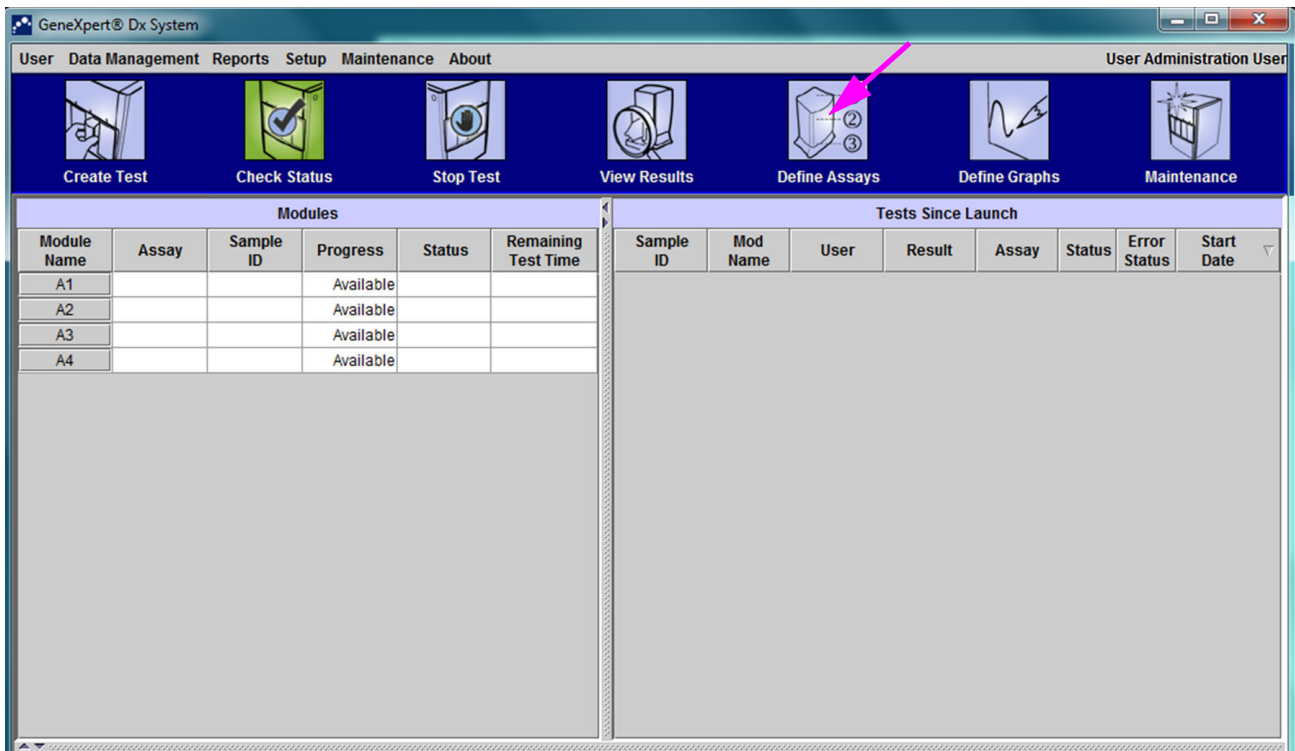 GeneXpert® Dx System
User Data Management Reports Setup Maintenance About User Administration User
② 
③
Create Test Check Status Stop Test View Results Define Assays Define Graphs Maintenance
Modules Tests Since Launch
Module Name Assay Sample ID Progress Status Remaining Test Time Sample ID Mod Name User Result Assay Status Error Status Start Date
A1 Available
A2 Available
A3 Available
A4 Available